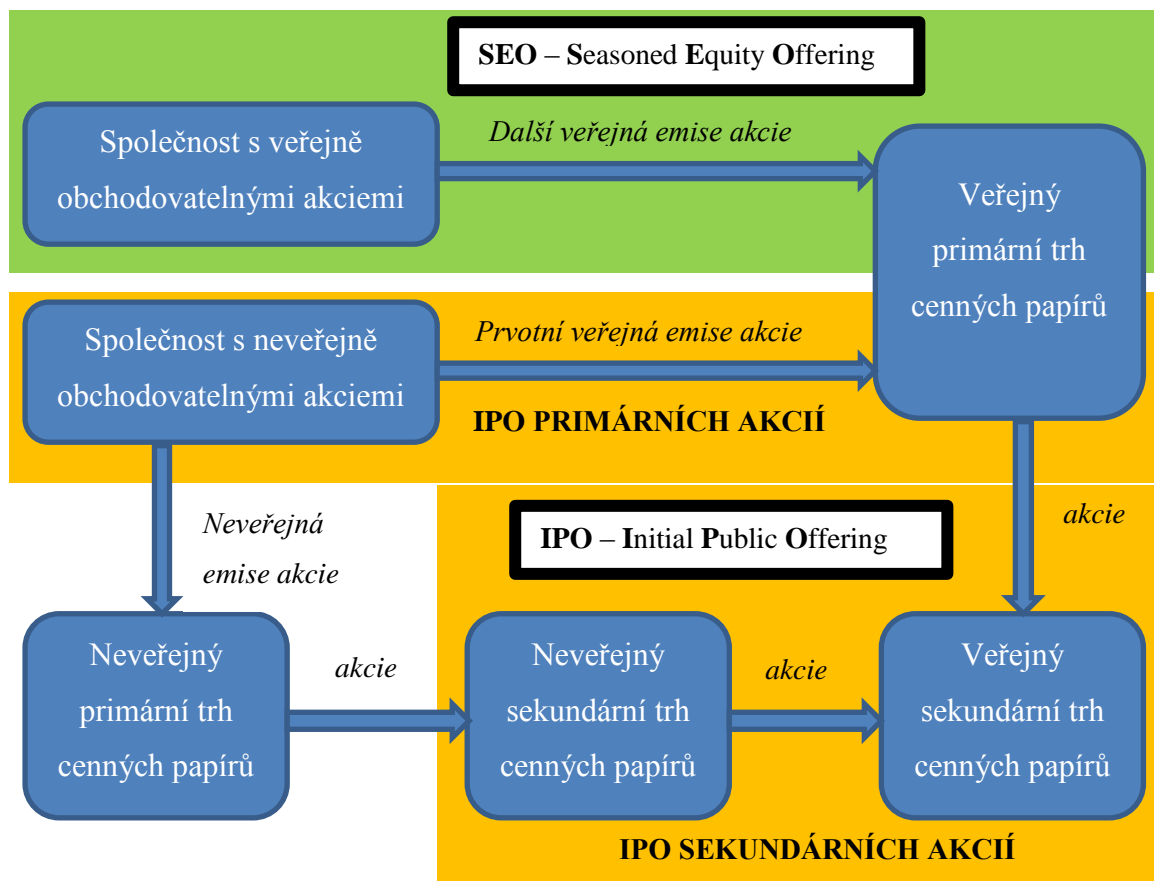 SEO – Seasoned Equity Offering
Společnost s veřejně
obchodovatelnými akciemi
Další veřejná emise akcie
Veřejný
primární trh
cenných papírů
Společnost s neveřejně
obchodovatelnými akciemi
Prvotní veřejná emise akcie
IPO PRIMÁRNÍCH AKCIÍ
Neveřejná
emise akcie
IPO – Initial Public Offering
akcie
Neveřejný
primární trh
cenných papírů
akcie
Neveřejný
sekundární trh
cenných papírů
akcie
Veřejný
sekundární trh
cenných papírů
IPO SEKUNDÁRNÍCH AKCIÍ